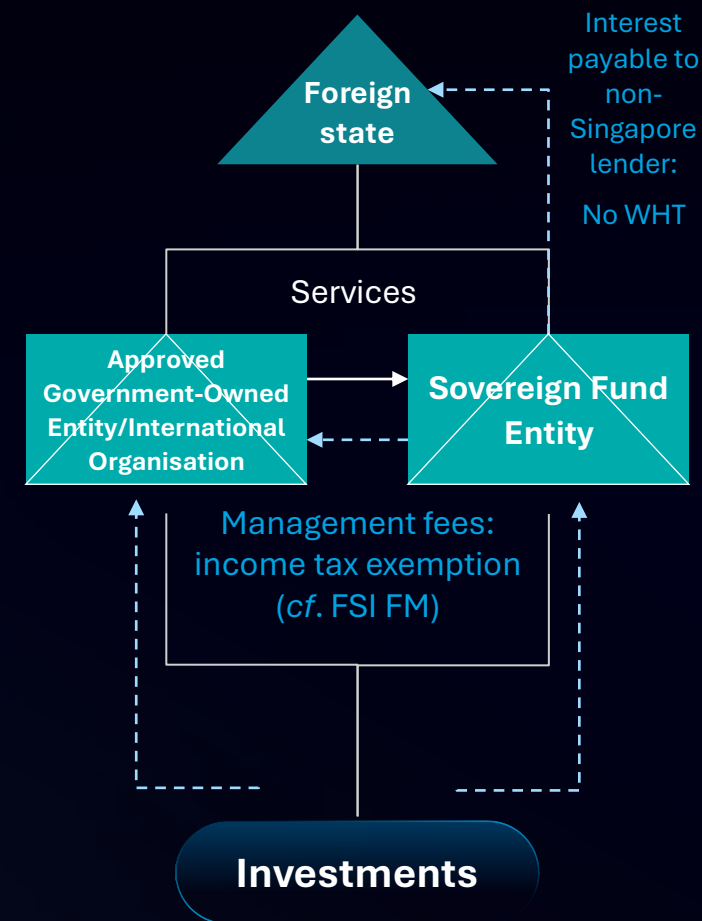 Interest
payable to
non-
Singapore
lender:
No WHT
Foreign
state
Services
Approved
Government-Owned
Entity/International
Organisation
Sovereign Fund
Entity
Management fees:
income tax exemption
(cf. FSI FM)
Investments